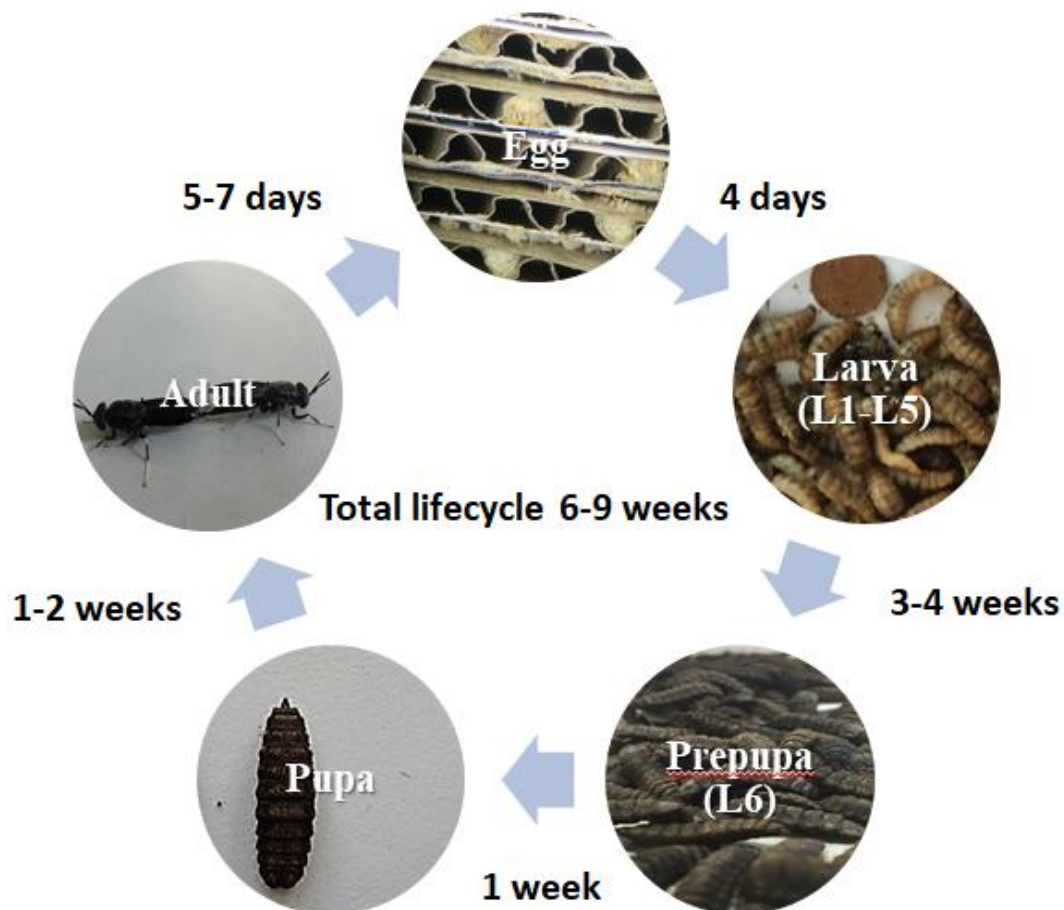 Egg
4 days
Larva
(L1-L5)
3-4 weeks
Prepupa
(L6)
1 week
Pupa
1-2 weeks
Adult
5-7 days
Total lifecycle 6-9 weeks